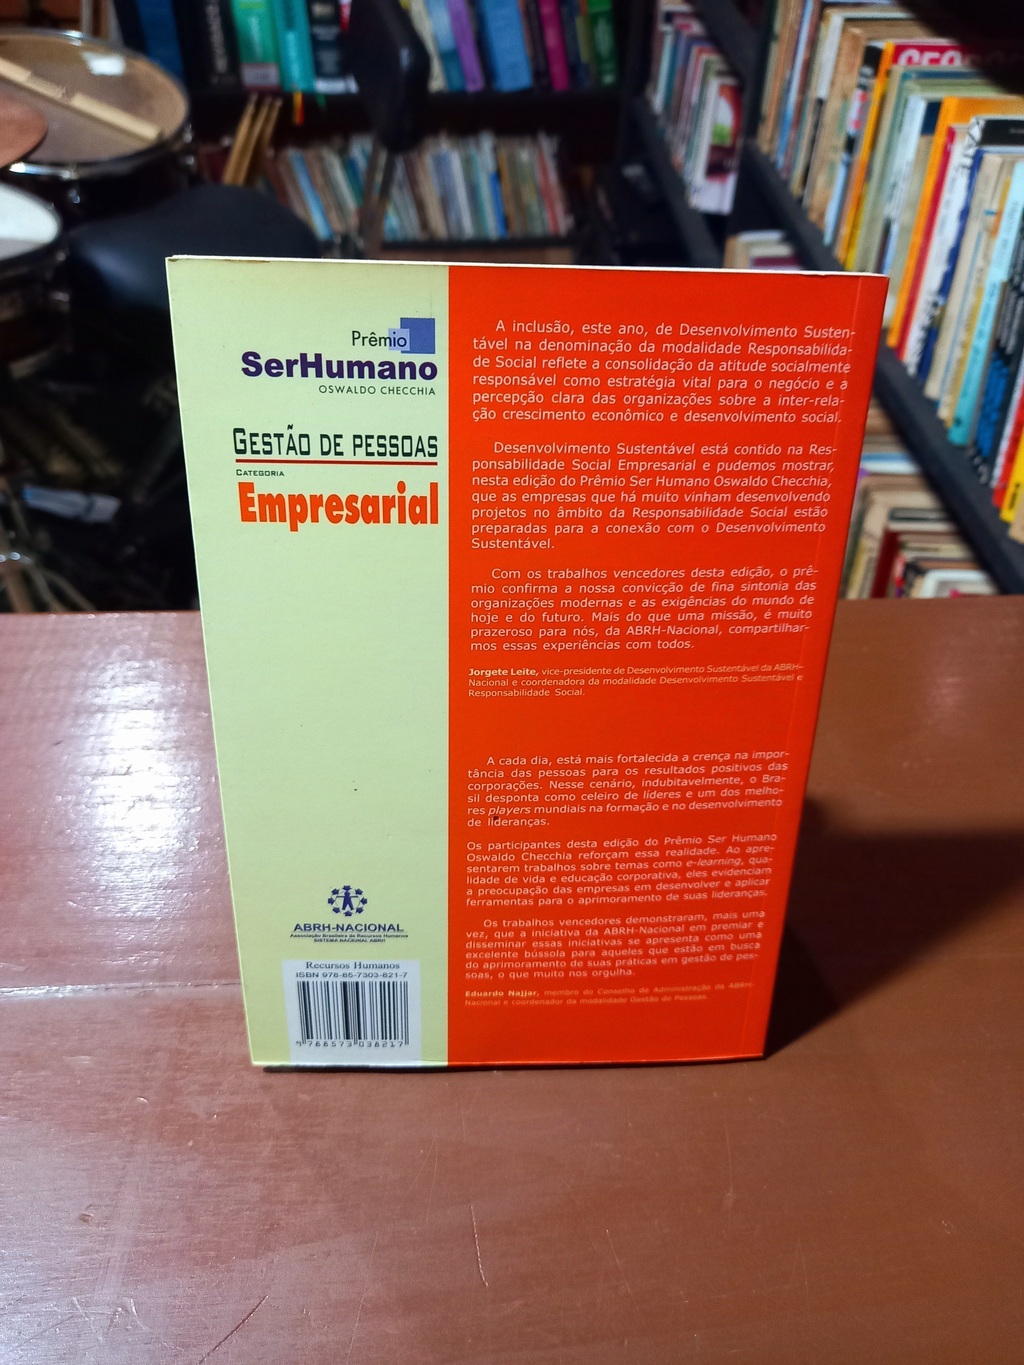 Prêmio
SerHumano
OSWALDO CHECCHIA
GESTÃO DE PESSOAS
CATEGORIA
Empresarial
ABRH-NACIONAL
Associação Brasileira de Recursos Humanos
SISTEMA NACIONAL ABRH
Recursos Humanos
ISBN 978-85-7303-821-7
9 788573 038217
A inclusão, este ano, de Desenvolvimento Susten-
tável na denominação da modalidade Responsabilida-
de Social reflete a consolidação da atitude socialmente
responsável como estratégia vital para o negócio e a
percepção clara das organizações sobre a inter-rela-
ção crescimento econômico e desenvolvimento social.
Desenvolvimento Sustentável está contido na Res-
ponsabilidade Social Empresarial e pudemos mostrar,
nesta edição do Prêmio Ser Humano Oswaldo Checchia,
que as empresas que há muito vinham desenvolvendo
projetos no âmbito da Responsabilidade Social estão
preparadas para a conexão com o Desenvolvimento
Sustentável.
Com os trabalhos vencedores desta edição, o prê-
mio confirma a nossa convicção de fina sintonia das
organizações modernas e as exigências do mundo de
hoje e do futuro. Mais do que uma missão, é muito
prazeroso para nós, da ABRH-Nacional, compartilhar-
mos essas experiências com todos.
Jorgete Leite, vice-presidente de Desenvolvimento Sustentável da ABRH-
Nacional e coordenadora da modalidade Desenvolvimento Sustentável e
Responsabilidade Social.
A cada dia, está mais fortalecida a crença na impor-
tância das pessoas para os resultados positivos das
corporações. Nesse cenário, indubitavelmente, o Bra-
sil desponta como celeiro de líderes e um dos melho-
res players mundiais na formação e no desenvolvimento
de lideranças.
Os participantes desta edição do Prêmio Ser Humano
Oswaldo Checchia reforçam essa realidade. Ao apre-
sentarem trabalhos sobre temas como e-learning, qua-
lidade de vida e educação corporativa, eles evidenciam
a preocupação das empresas em desenvolver e aplicar
ferramentas para o aprimoramento de suas lideranças.
Os trabalhos vencedores demonstraram, mais uma
vez, que a iniciativa da ABRH-Nacional em premiar e
disseminar essas iniciativas se apresenta como uma
excelente bússola para aqueles que estão em busca
do aprimoramento de suas práticas em gestão de pes-
soas, o que muito nos orgulha.
Eduardo Najjar, membro do Conselho de Administração da ABRH-
Nacional e coordenador da modalidade Gestão de Pessoas.